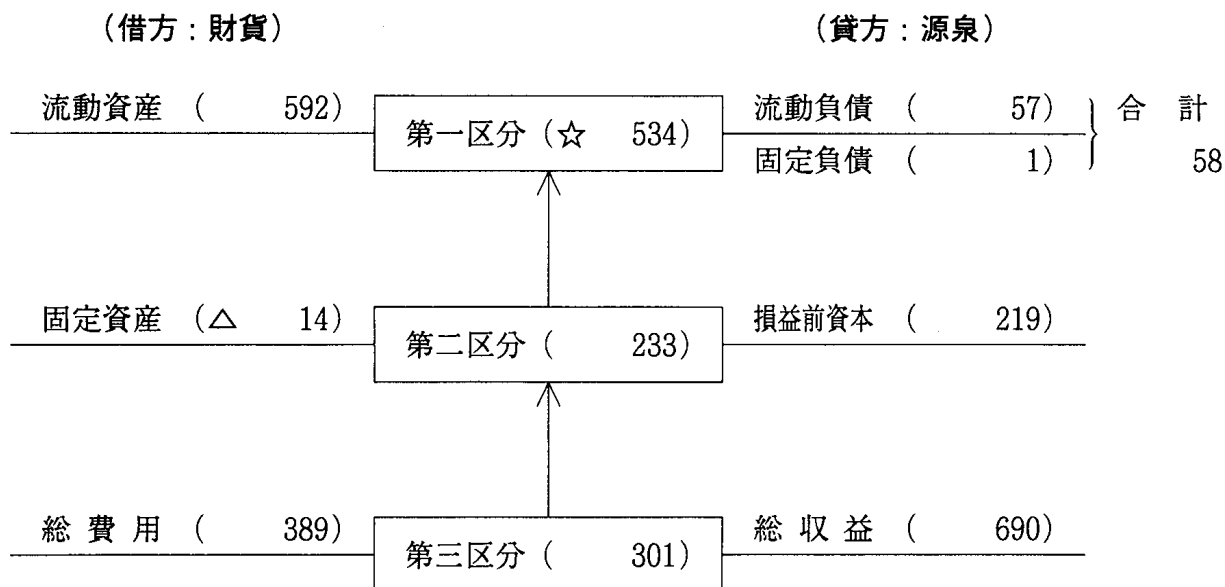 (借方:財貨) (貸方:源泉)
流動資産 ( 592) 第一区分 (☆ 534) 流動負債 ( 57) 合 計
固定負債 ( 1) 58
固定資産 (△ 14) 第二区分 ( 233) 損益前資本 ( 219)
総 費 用 ( 389) 第三区分 ( 301) 総 収 益 ( 690)